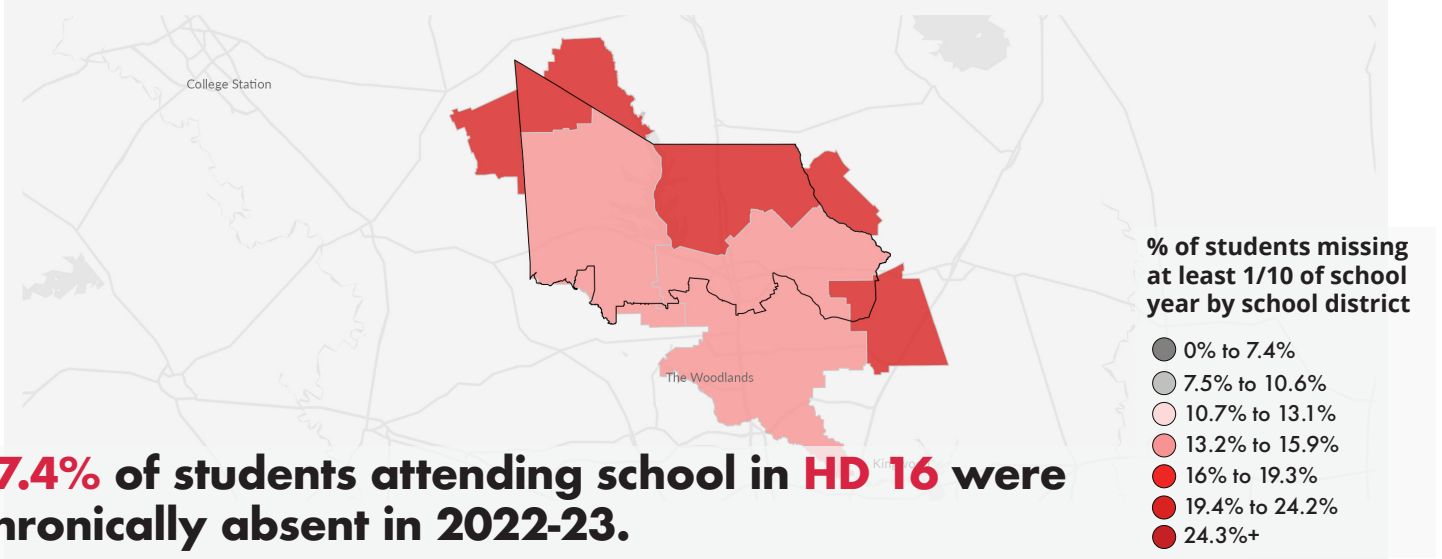 College Station
% of students missing
at least 1/10 of school
year by school district
0% to 7.4%
7.5% to 10.6%
10.7% to 13.1%
13.2% to 15.9%
16% to 19.3%
19.4% to 24.2%
24.3%+
The Woodlands
7.4% of students attending school in HD 16 were
hronically absent in 2022-23.